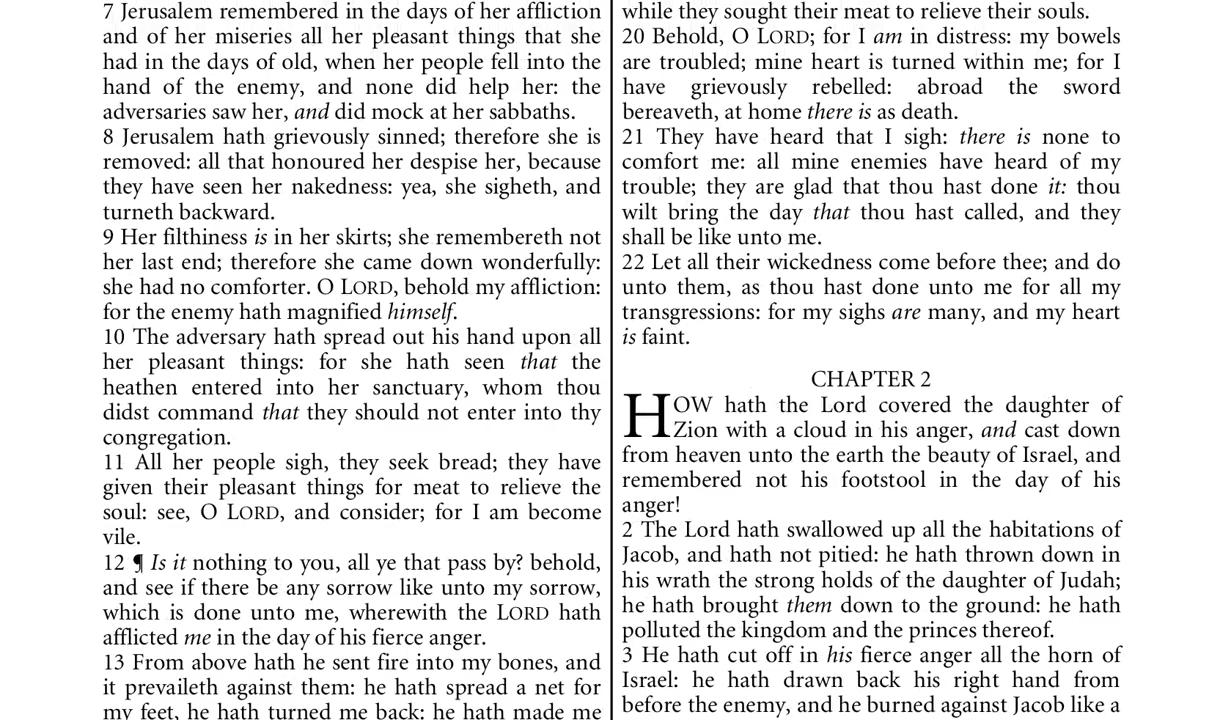 7 Jerusalem remembered in the days of her affliction
and of her miseries all her pleasant things that she
had in the days of old, when her people fell into the
hand of the enemy, and none did help her: the
adversaries saw her, and did mock at her sabbaths.
8 Jerusalem hath grievously sinned; therefore she is
removed: all that honoured her despise her, because
they have seen her nakedness: yea, she sigheth, and
turneth backward.
9 Her filthiness is in her skirts; she remembereth not
her last end; therefore she came down wonderfully:
she had no comforter. O LORD, behold my affliction:
for the enemy hath magnified himself.
10 The adversary hath spread out his hand upon all
her pleasant things: for she hath seen that the
heathen entered into her sanctuary, whom thou
didst command that they should not enter into thy
congregation.
11 All her people sigh, they seek bread; they have
given their pleasant things for meat to relieve the
soul: see, O LORD, and consider; for I am become
vile.
12 ¶ Is it nothing to you, all ye that pass by? behold,
and see if there be any sorrow like unto my sorrow,
which is done unto me, wherewith the LORD hath
afflicted me in the day of his fierce anger.
13 From above hath he sent fire into my bones, and
it prevaileth against them: he hath spread a net for
my feet, he hath turned me back: he hath made me
while they sought their meat to relieve their souls.
20 Behold, O LORD; for I am in distress: my bowels
are troubled; mine heart is turned within me; for I
have grievously rebelled: abroad the sword
bereaveth, at home there is as death.
21 They have heard that I sigh: there is none to
comfort me: all mine enemies have heard of my
trouble; they are glad that thou hast done it: thou
wilt bring the day that thou hast called, and they
shall be like unto me.
22 Let all their wickedness come before thee; and do
unto them, as thou hast done unto me for all my
transgressions: for my sighs are many, and my heart
is faint.
CHAPTER 2
HOW hath the Lord covered the daughter of
Zion with a cloud in his anger, and cast down
from heaven unto the earth the beauty of Israel, and
remembered not his footstool in the day of his
anger!
2 The Lord hath swallowed up all the habitations of
Jacob, and hath not pitied: he hath thrown down in
his wrath the strong holds of the daughter of Judah;
he hath brought them down to the ground: he hath
polluted the kingdom and the princes thereof.
3 He hath cut off in his fierce anger all the horn of
Israel: he hath drawn back his right hand from
before the enemy, and he burned against Jacob like a